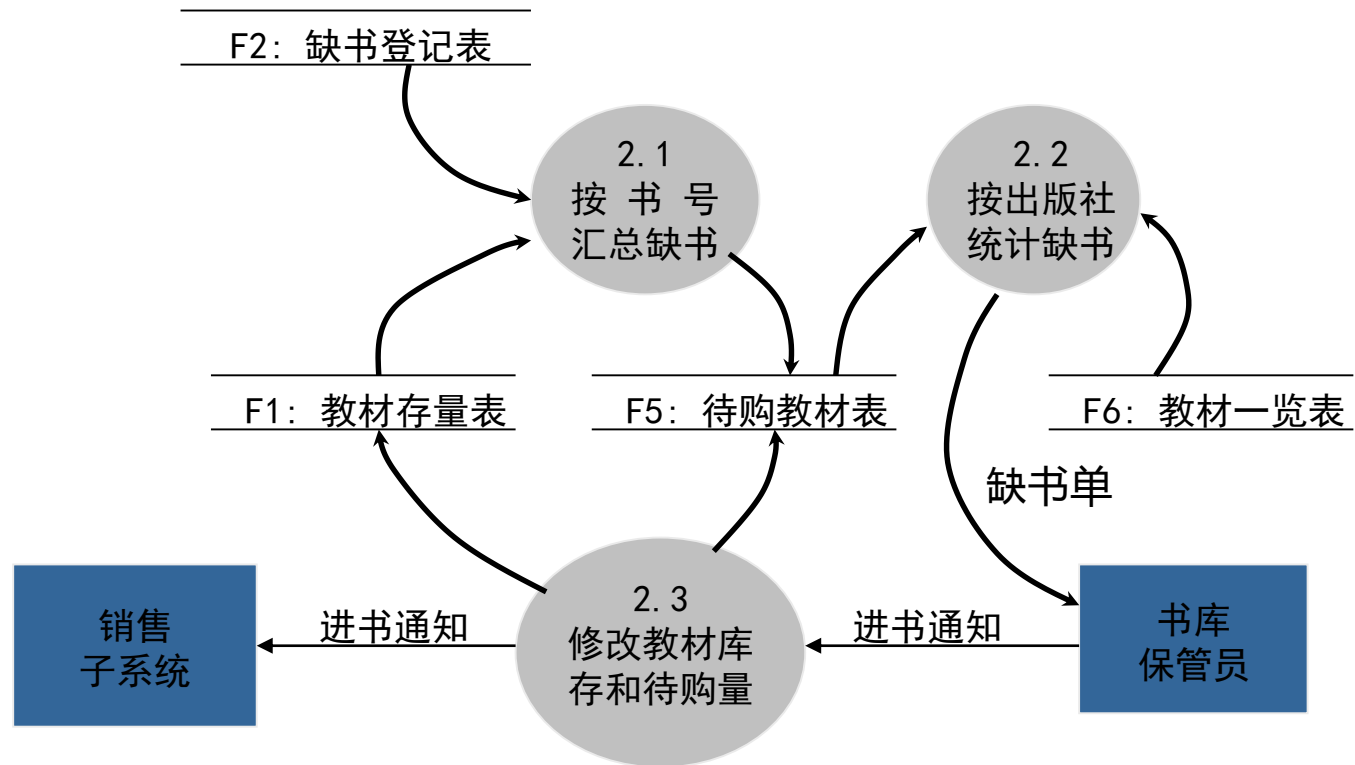 F2: 缺书登记表
2.1
按 书 号
汇总缺书
2.2
按出版社
统计缺书
F1: 教材存量表
F5: 待购教材表
F6: 教材一览表
缺书单
销售
子系统
进书通知
2.3
修改教材库
存和待购量
进书通知
书库
保管员